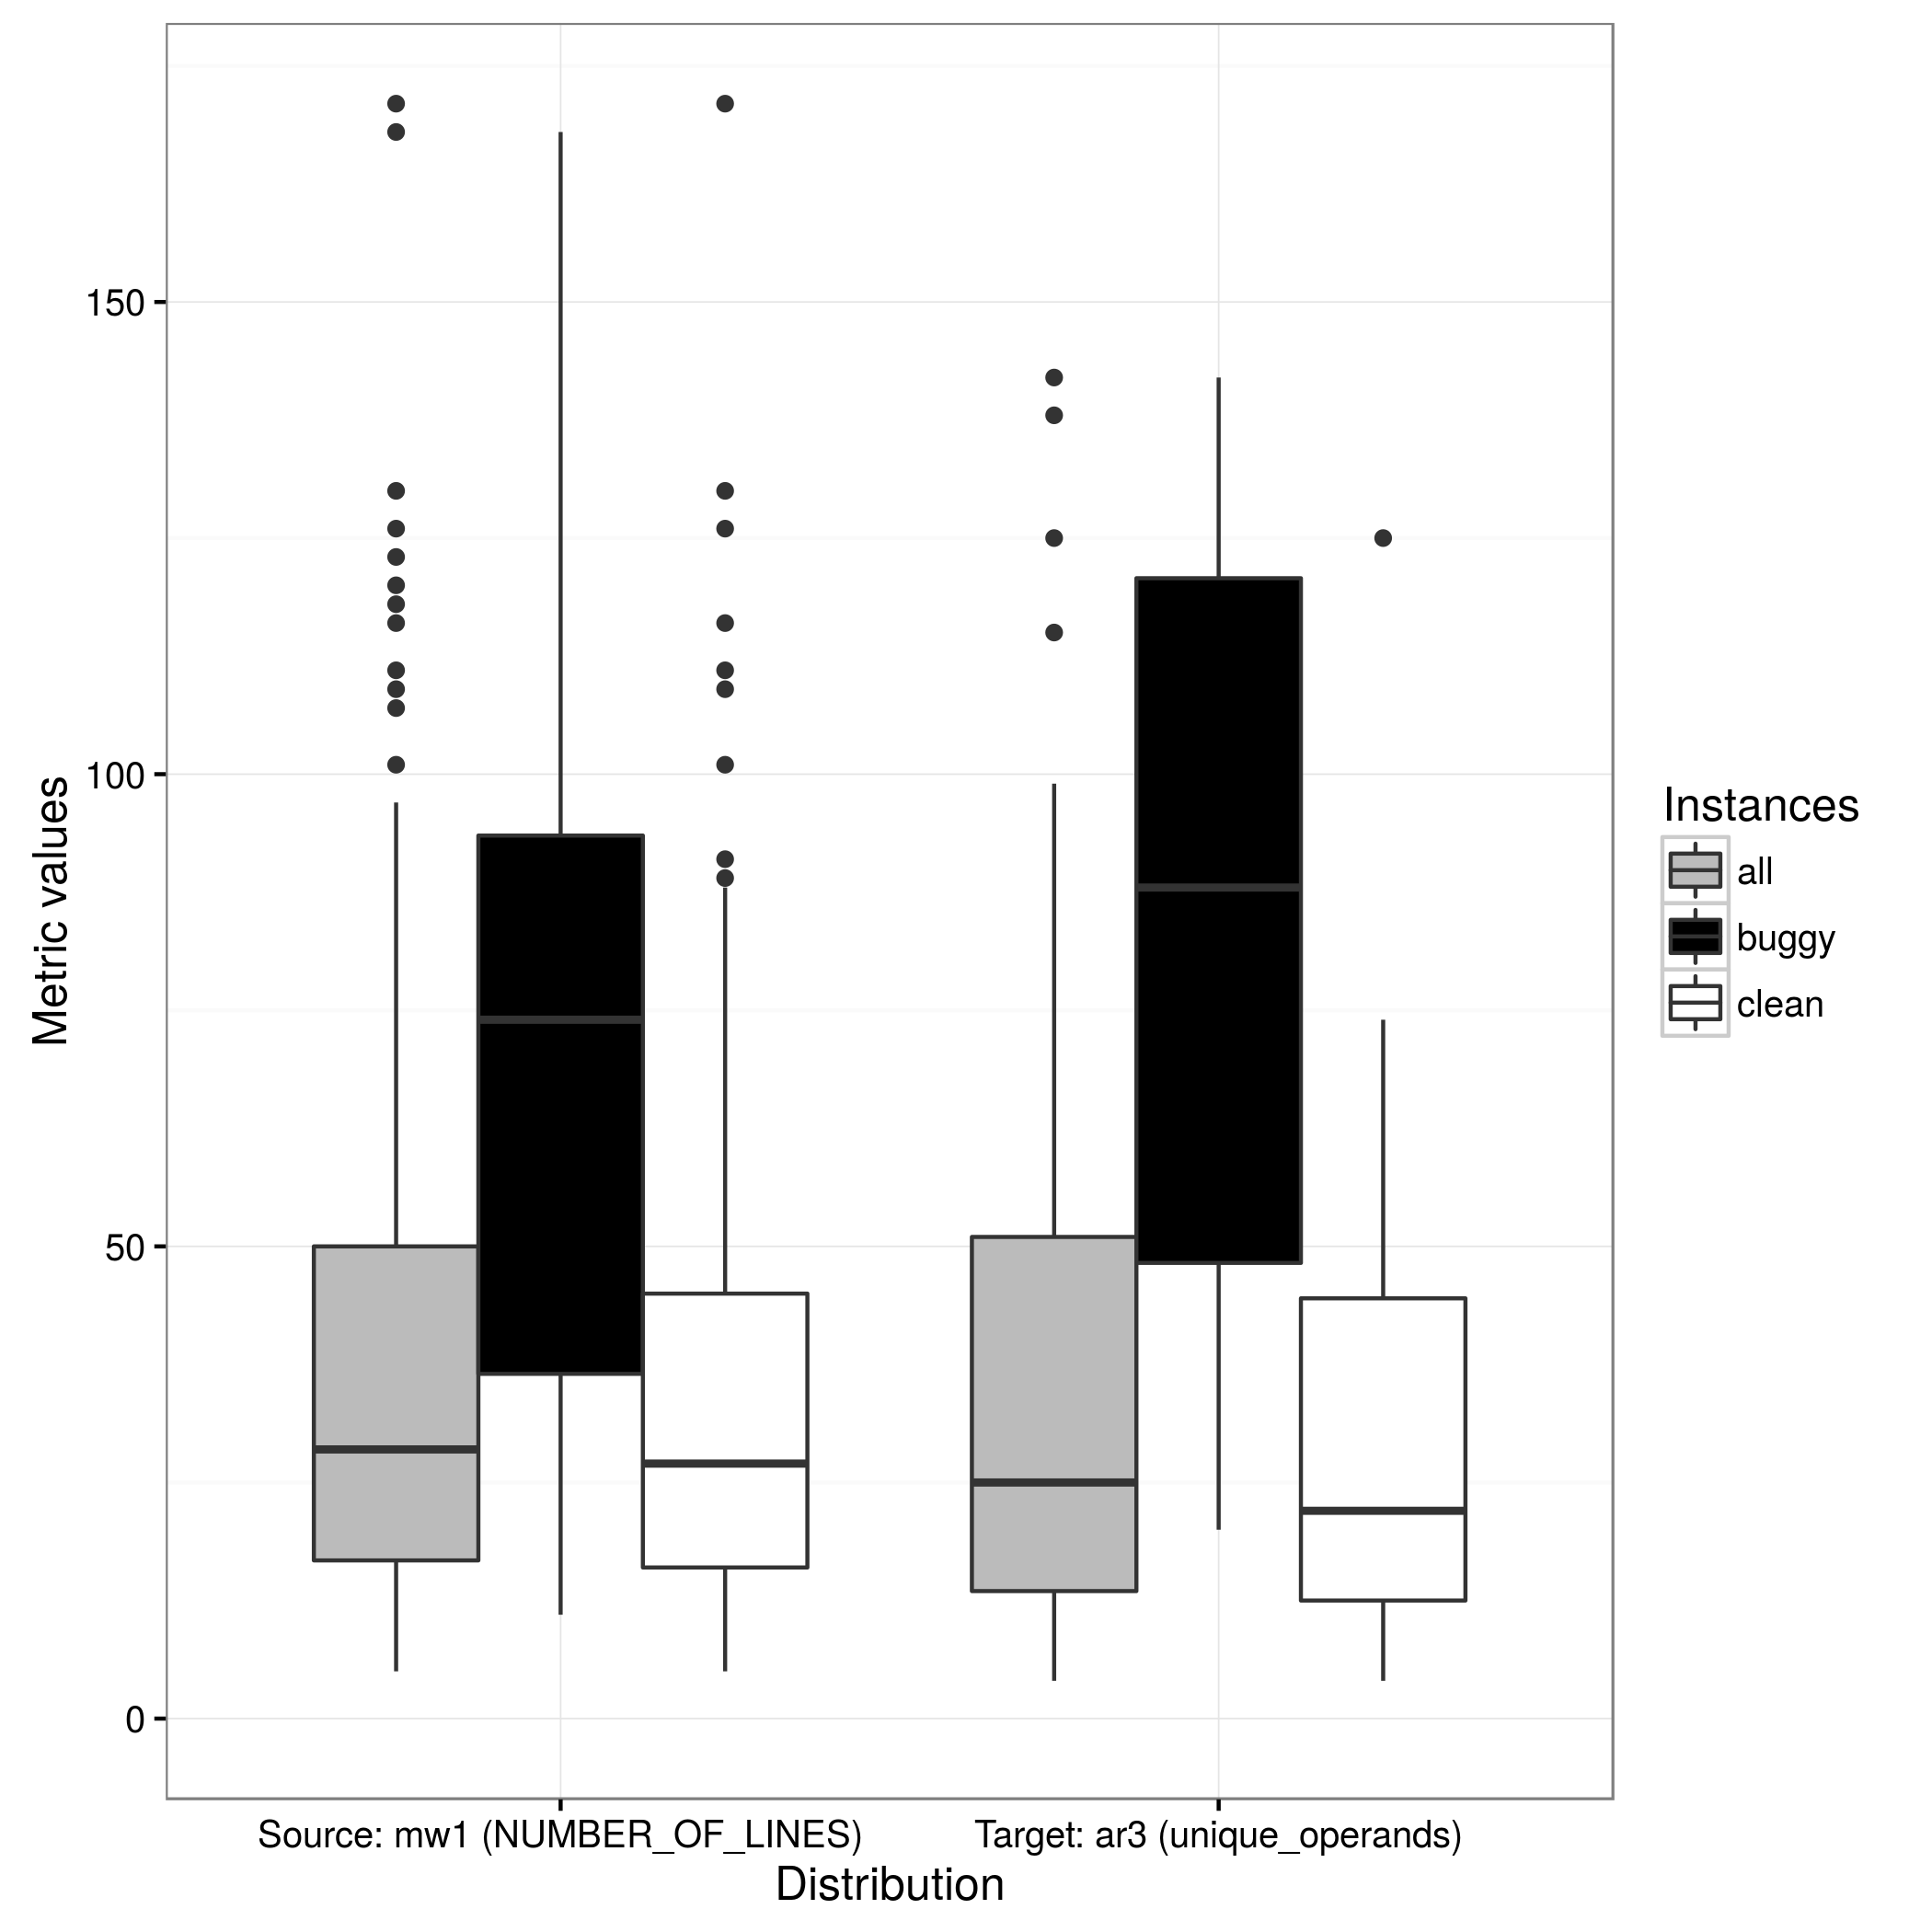 Metric values
150
100
50
0
Source: mw1 (NUMBER_OF_LINES)
Target: ar3 (unique_operands)
Distribution
Instances
all
buggy
clean